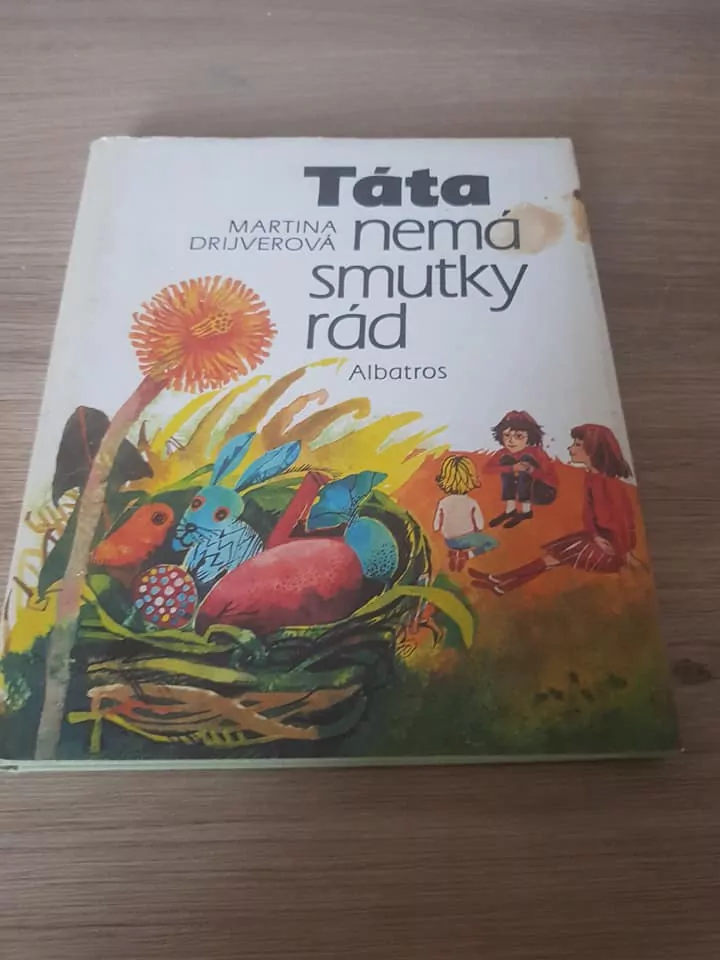 Táta
MARTINA
DRIJVEROVÁ
nemá
smutky
rád
Albatros